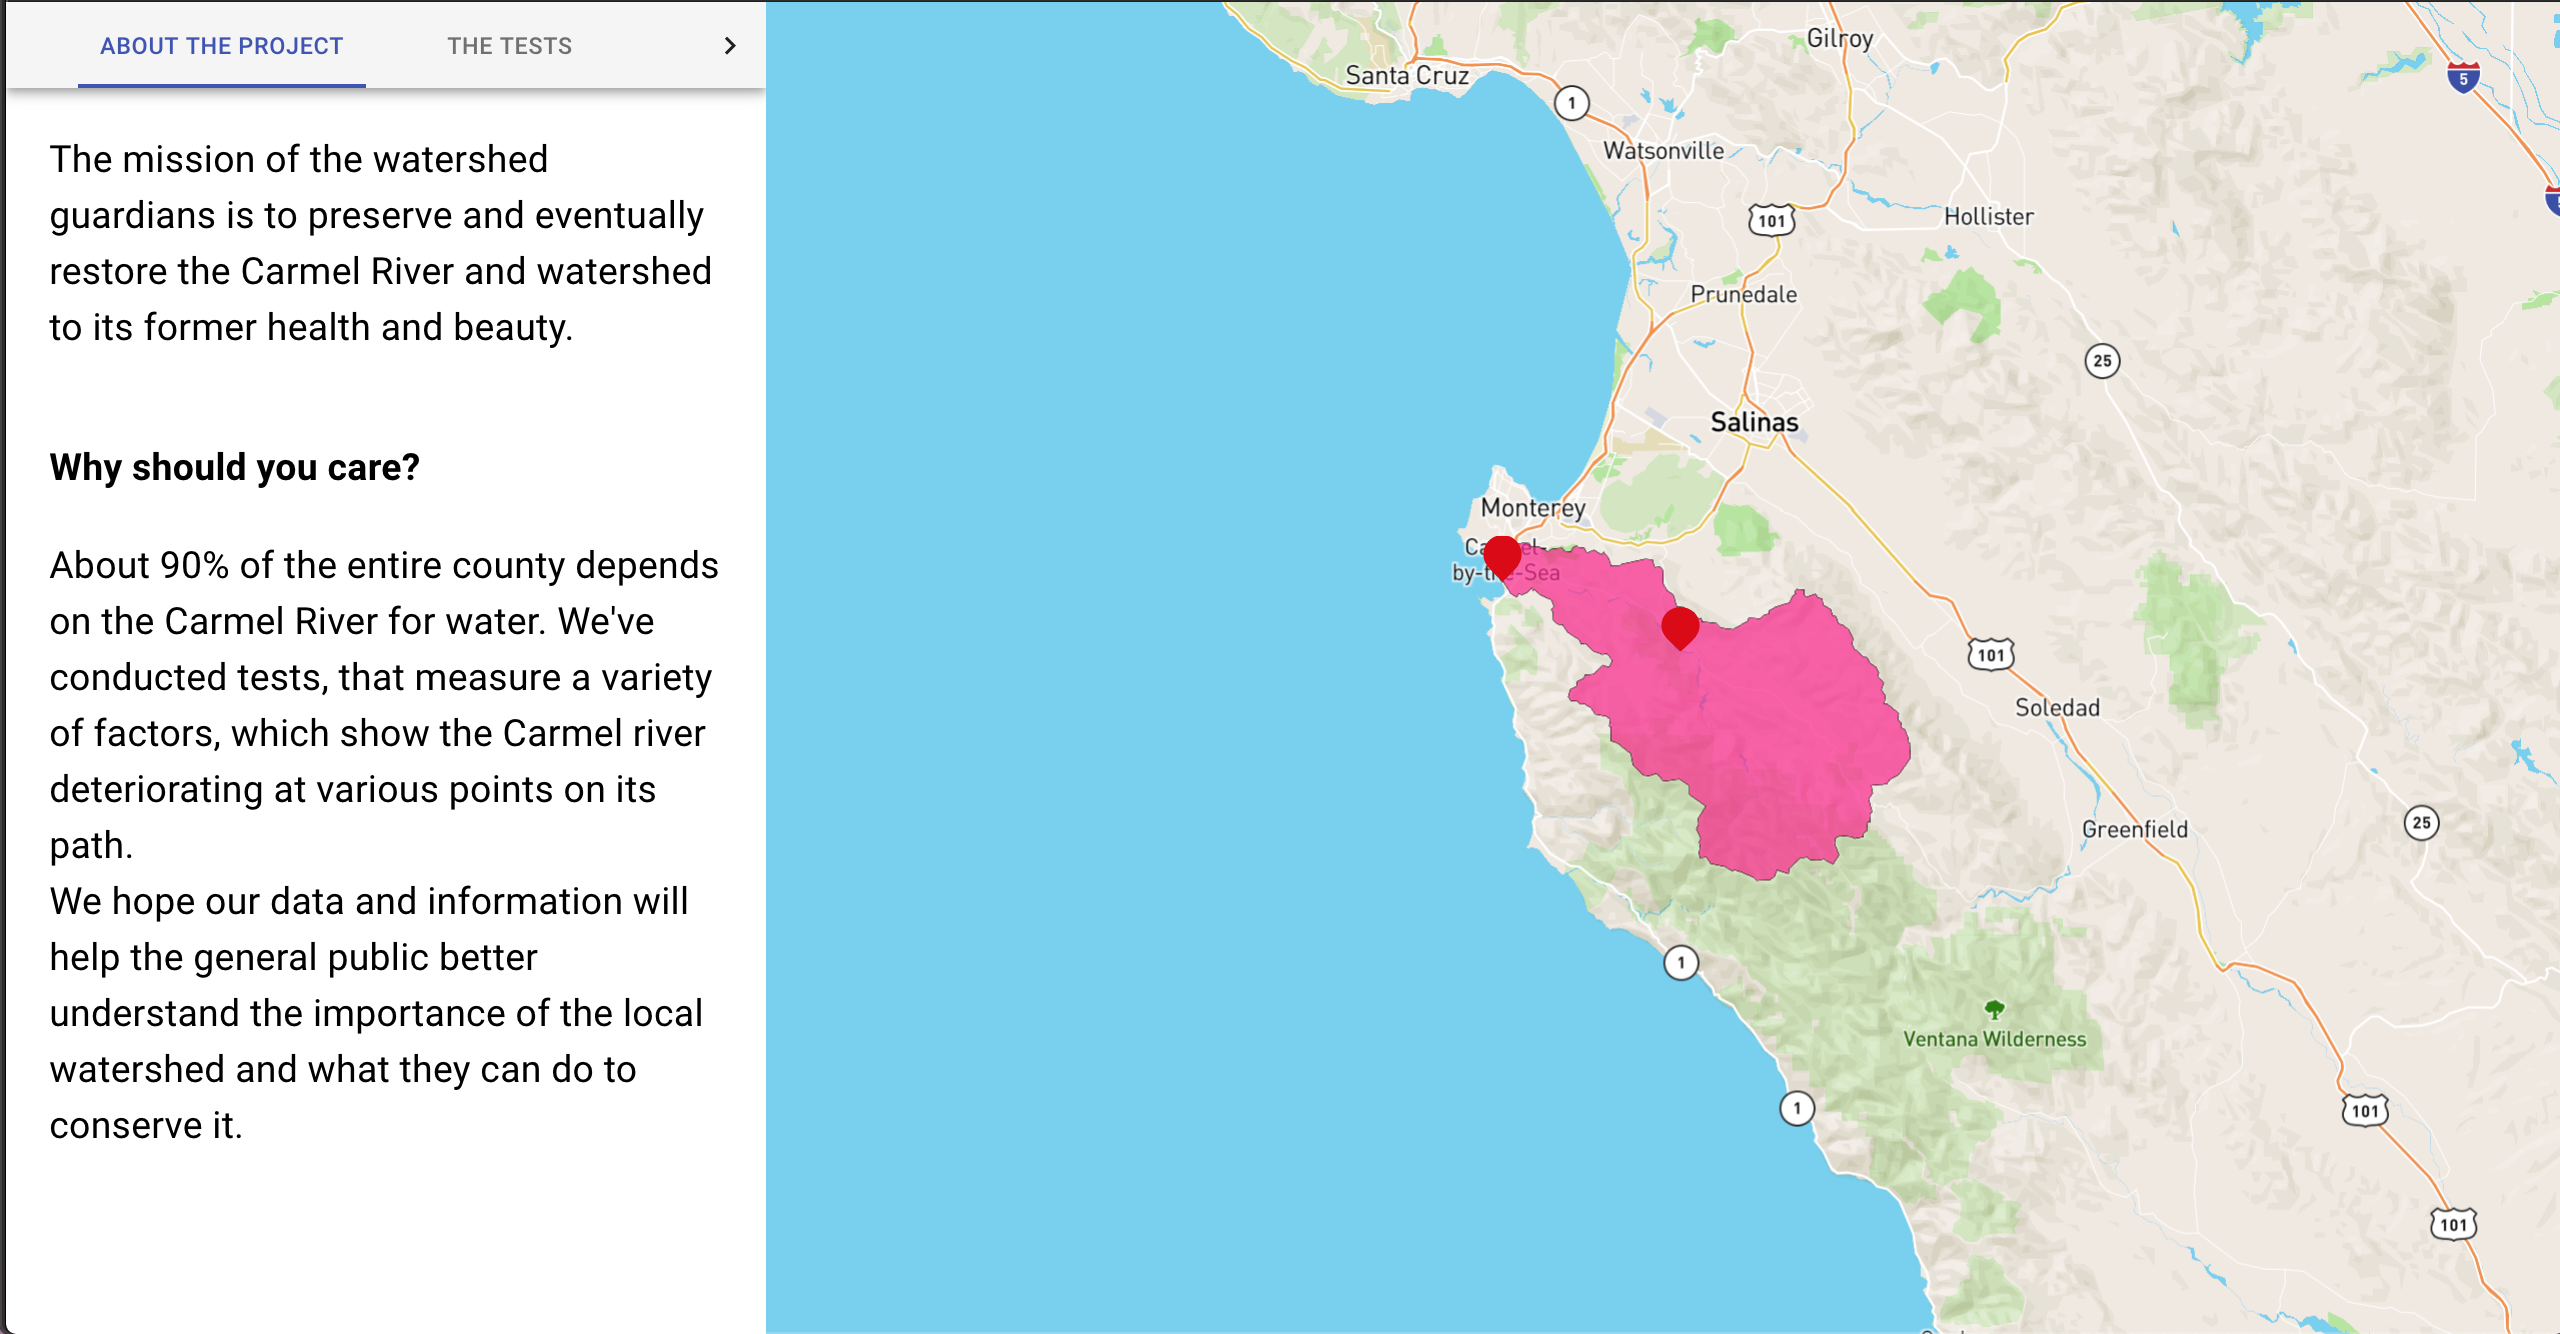 ABOUT THE PROJECT
THE TESTS
The mission of the watershed
guardians is to preserve and eventually
restore the Carmel River and watershed
to its former health and beauty.
Why should you care?
About 90% of the entire county depends
on the Carmel River for water. We've
conducted tests, that measure a variety
of factors, which show the Carmel river
deteriorating at various points on its
path.
We hope our data and information will
help the general public better
understand the importance of the local
watershed and what they can do to
conserve it.
Gilroy
Santa Cruz
5
1
Watsonville
5
101
Hollister
Prunedale
25
Salinas
Monterey
by-the-Sea
101
Soledad
Greenfield
25
1
Ventana Wilderness
1
101
101